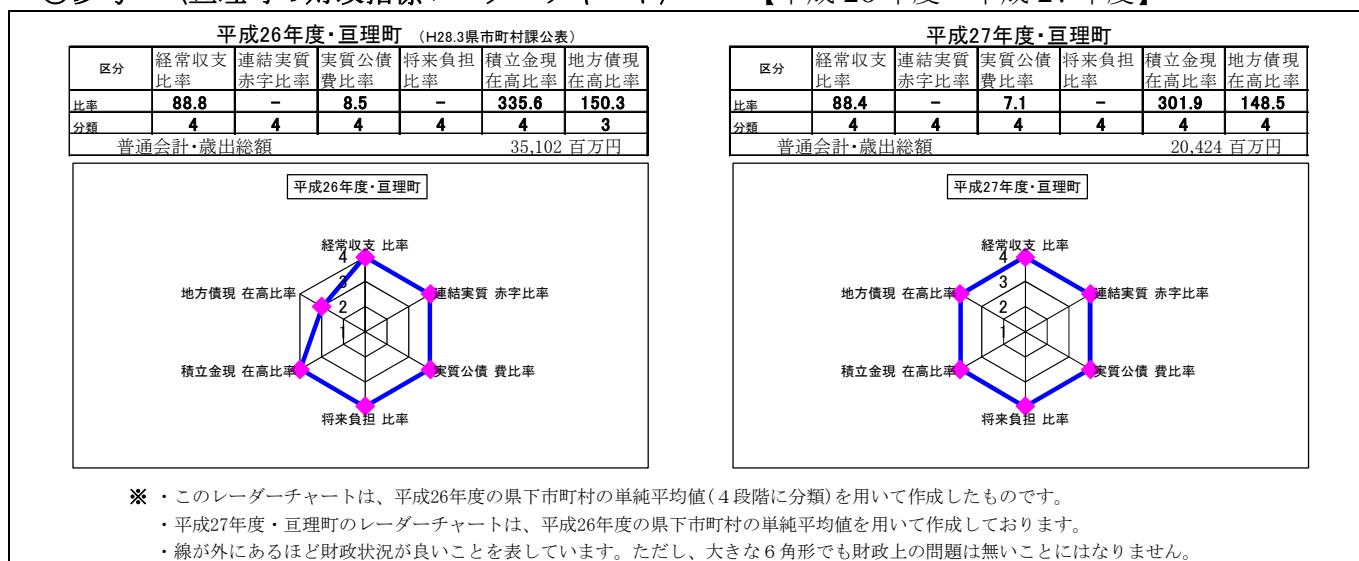 【平成26年度・平成27年度】
平成26年度・亘理町 （H28.3県市町村課公表）
区分 経常収支比率 連結実質赤字比率 実質公債費比率 将来負担比率 積立金現在高比率 地方債現在高比率
比率 88.8 － 8.5 － 335.6 150.3
分類 4 4 4 4 4 3
普通会計・歳出総額 35,102 百万円
平成26年度・亘理町
経常収支 比率
連結実質 赤字比率
実質公債 費比率
将来負担 比率
積立金現 在高比率
地方債現 在高比率
4
3
2
1
平成27年度・亘理町
区分 経常収支比率 連結実質赤字比率 実質公債費比率 将来負担比率 積立金現在高比率 地方債現在高比率
比率 88.4 － 7.1 － 301.9 148.5
分類 4 4 4 4 4 4
普通会計・歳出総額 20,424 百万円
平成27年度・亘理町
経常収支 比率
連結実質 赤字比率
実質公債 費比率
将来負担 比率
積立金現 在高比率
地方債現 在高比率
4
3
2
1
※ ・このレーダーチャートは、平成26年度の県下市町村の単純平均値(４段階に分類)を用いて作成したものです。
・平成27年度・亘理町のレーダーチャートは、平成26年度の県下市町村の単純平均値を用いて作成しております。
・線が外にあるほど財政状況が良いことを表しています。ただし、大きな６角形でも財政上の問題は無いことにはなりません。